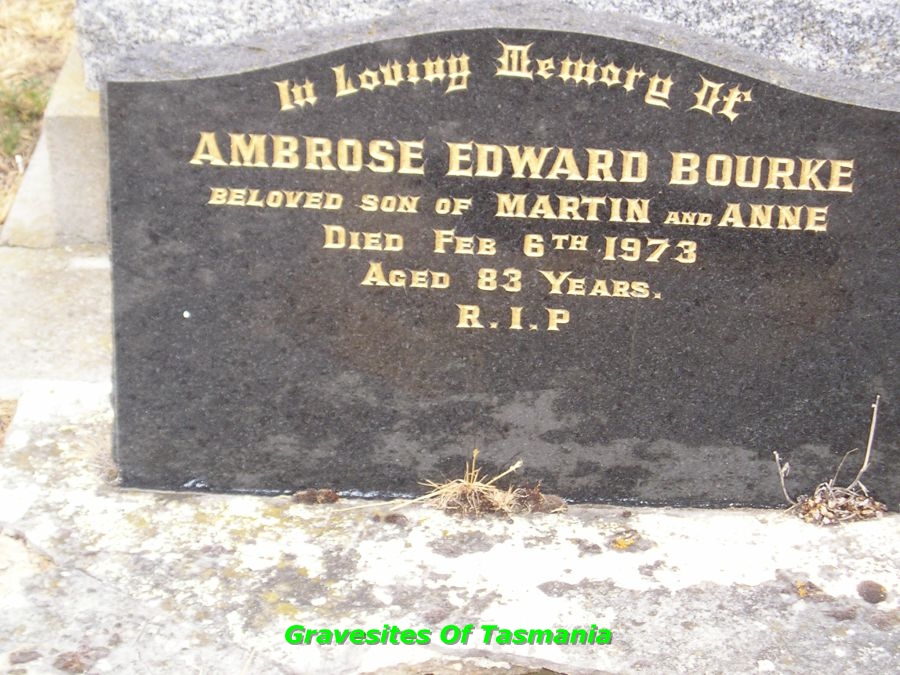 In Loving Memory Of
AMBROSE EDWARD BOURKE
BELOVED SON OF MARTIN AND ANNE
DIED FEB 6TH 1973
AGED 83 YEARS.
R.I.P
Gravesites Of Tasmania